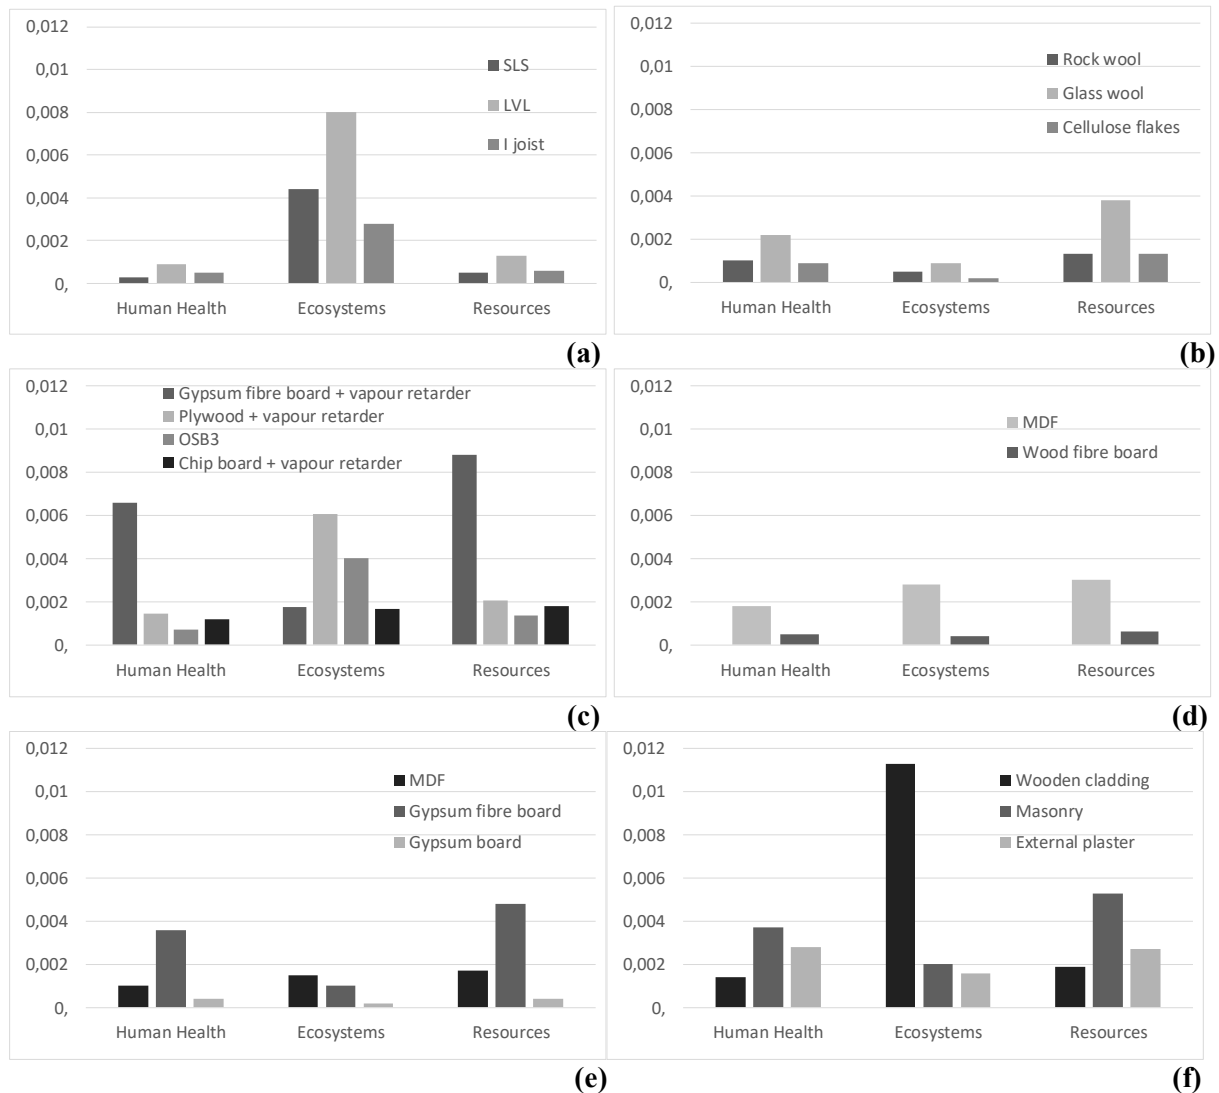 0,012
0,01
0,008
0,006
0,004
0,002
0,
SLS
LVL
I joist
Human Health Ecosystems Resources
(a)
0,012
0,01
0,008
0,006
0,004
0,002
0,
Rock wool
Glass wool
Cellulose flakes
Human Health Ecosystems Resources
(b)
0,012
0,01
0,008
0,006
0,004
0,002
0,
Gypsum fibre board + vapour retarder
Plywood + vapour retarder
OSB3
Chip board + vapour retarder
Human Health Ecosystems Resources
(c)
0,012
0,01
0,008
0,006
0,004
0,002
0,
MDF
Wood fibre board
Human Health Ecosystems Resources
(d)
0,012
0,01
0,008
0,006
0,004
0,002
0,
MDF
Gypsum fibre board
Gypsum board
Human Health Ecosystems Resources
(e)
0,012
0,01
0,008
0,006
0,004
0,002
0,
Wooden cladding
Masonry
External plaster
Human Health Ecosystems Resources
(f)